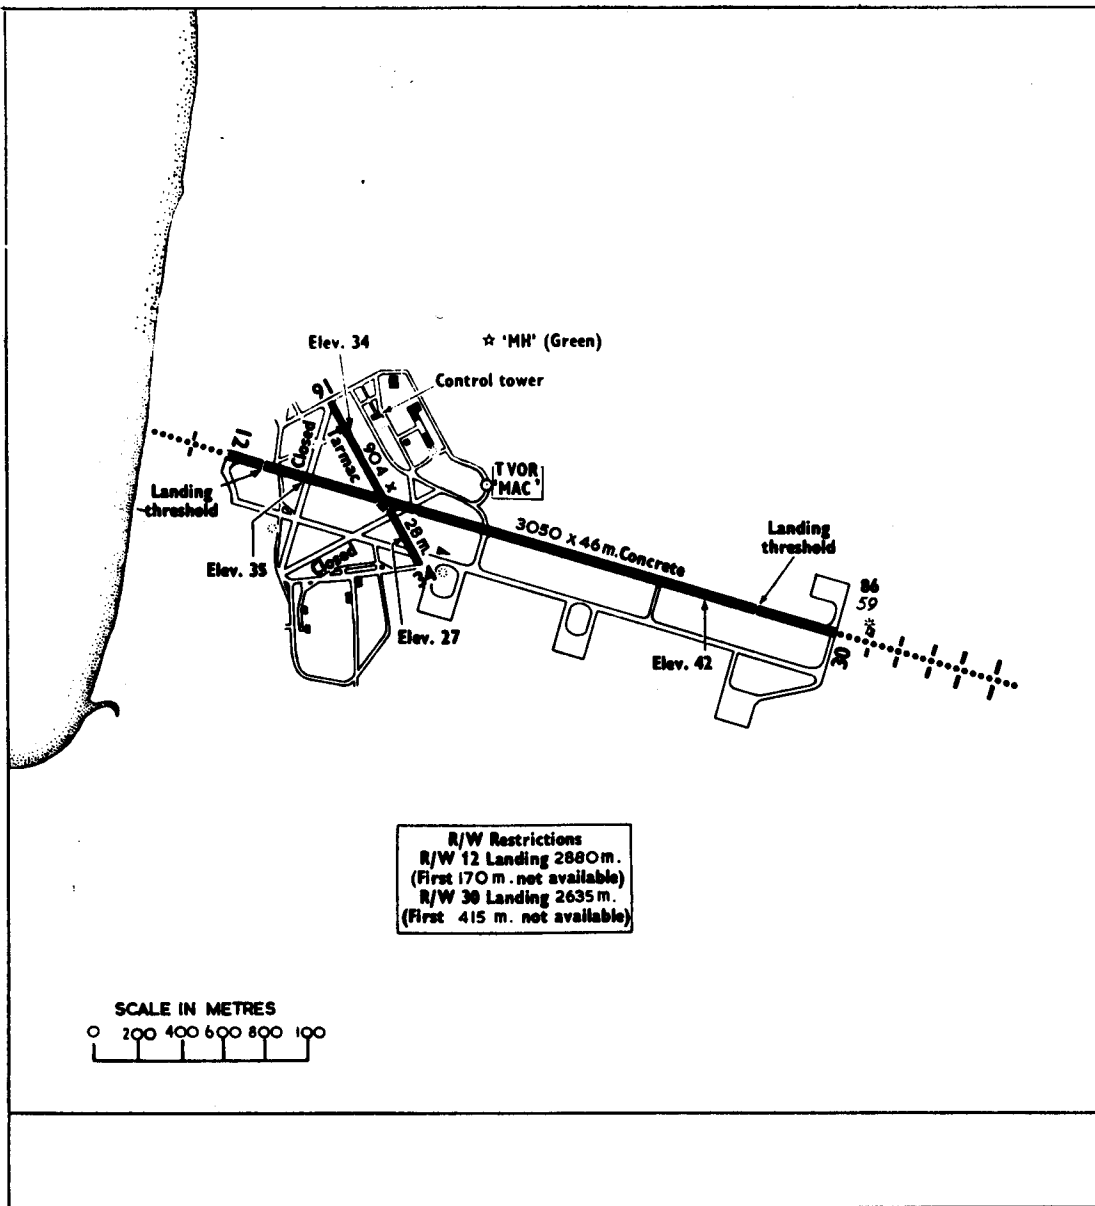 Elev. 34
☆ 'MH' (Green)
Control tower
16
12
Closed
Tarmac
904 x 28 m.
T VOR
'MAC'
Landing
threshold
3050 x 46 m. Concrete
Landing
threshold
Elev. 35
Closed
34
86
59
Elev. 27
Elev. 42
30
R/W Restrictions
R/W 12 Landing 2880 m.
(First 170 m. not available)
R/W 30 Landing 2635 m.
(First 415 m. not available)
SCALE IN METRES
0 200 400 600 800 100